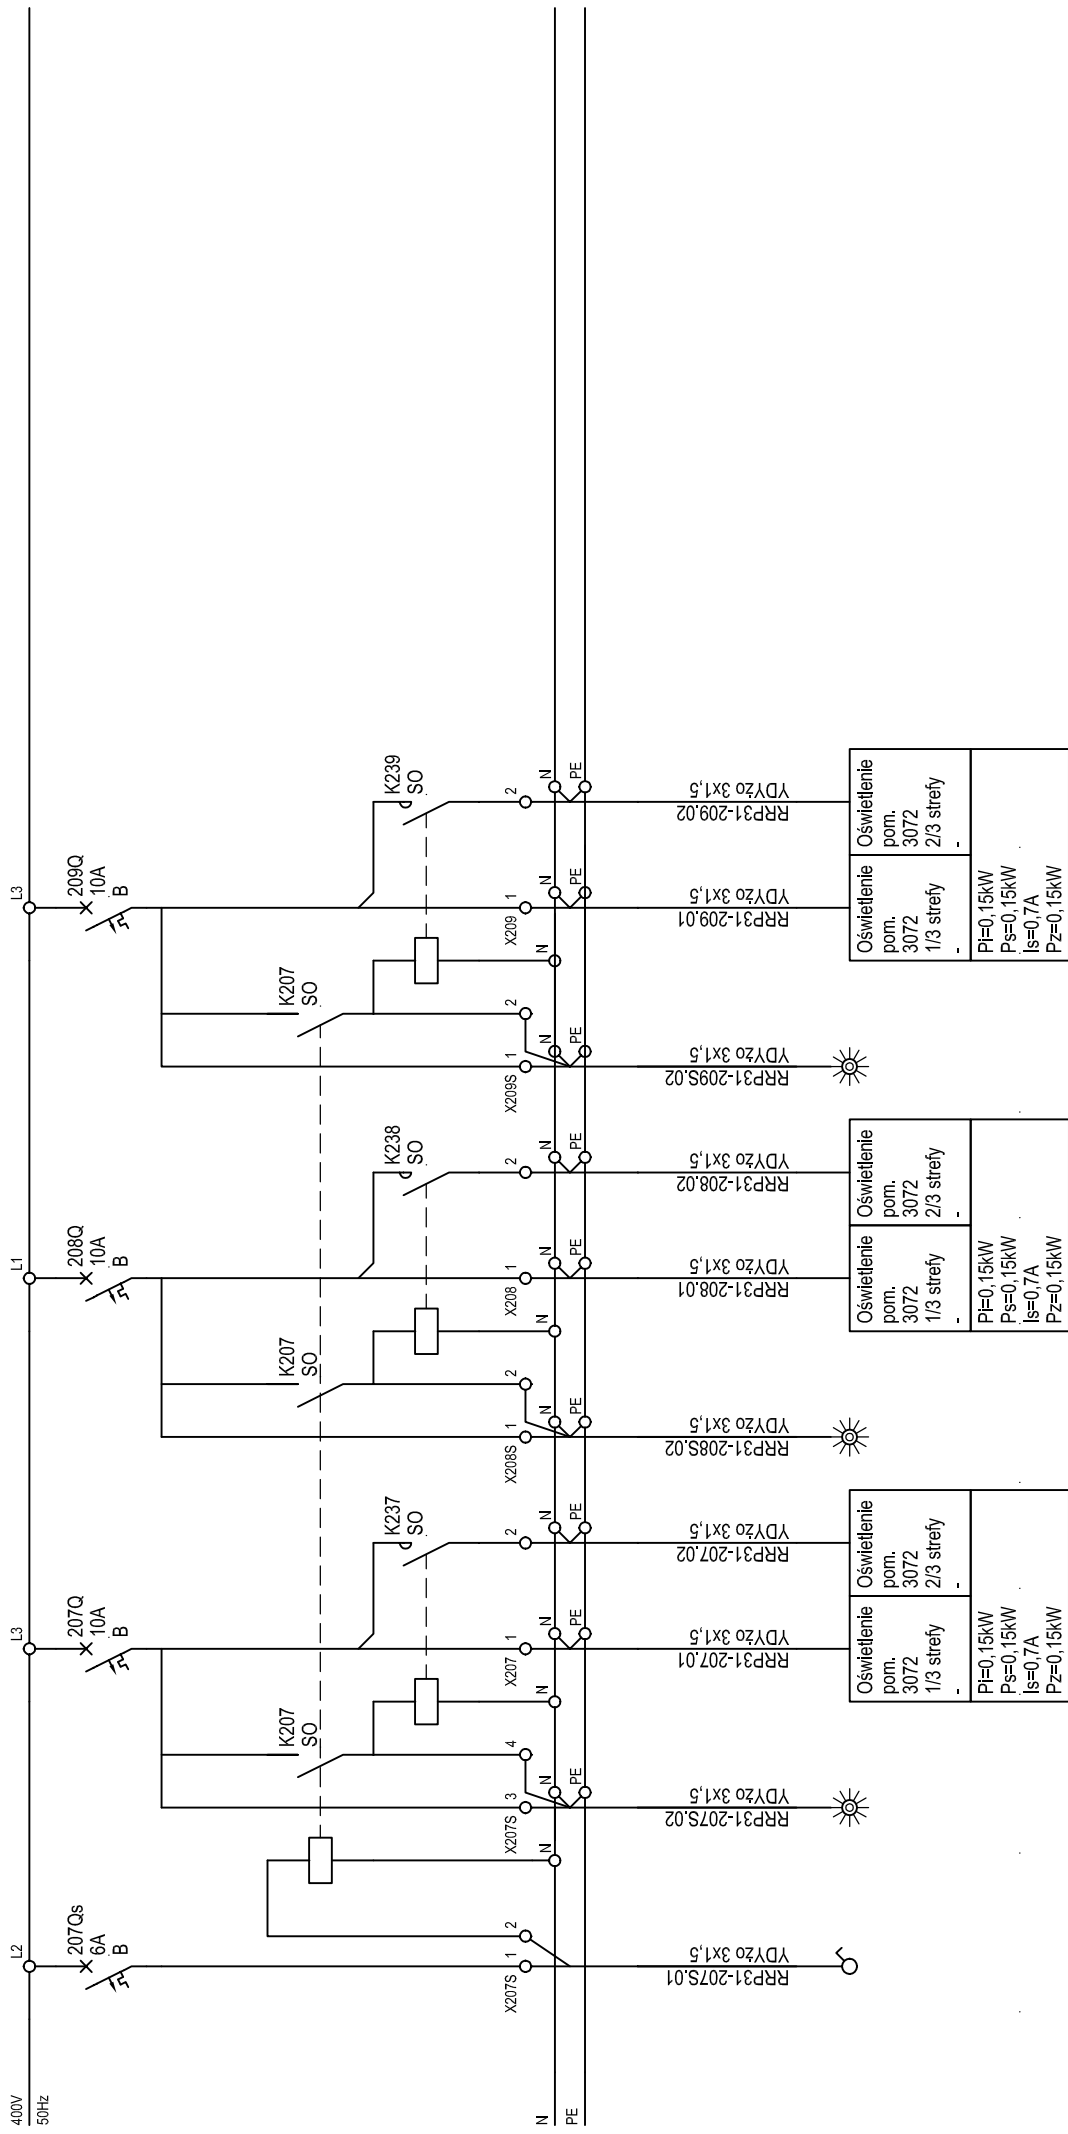 400V
50Hz
N
PE
L2
207Qs
6A
B
X207S
1
2
RRP31-207S.01
YDYżo 3x1,5
N
X207S
3
4
N
PE
RRP31-207S.02
YDYżo 3x1,5
K207
SO
L3
207Q
10A
B
N
X207
1
N
PE
RRP31-207.01
YDYżo 3x1,5
K237
SO
2
N
PE
RRP31-207.02
YDYżo 3x1,5
Oświetlenie
pom.
3072
1/3 strefy
-
Oświetlenie
pom.
3072
2/3 strefy
-
Pi=0,15kW
Ps=0,15kW
Is=0,7A
Pz=0,15kW
X208S
1
2
N
PE
RRP31-208S.02
YDYżo 3x1,5
K207
SO
L1
208Q
10A
B
N
X208
1
N
PE
RRP31-208.01
YDYżo 3x1,5
K238
SO
2
N
PE
RRP31-208.02
YDYżo 3x1,5
Oświetlenie
pom.
3072
1/3 strefy
-
Oświetlenie
pom.
3072
2/3 strefy
-
Pi=0,15kW
Ps=0,15kW
Is=0,7A
Pz=0,15kW
X209S
1
2
N
PE
RRP31-209S.02
YDYżo 3x1,5
K207
SO
L3
209Q
10A
B
N
X209
1
N
PE
RRP31-209.01
YDYżo 3x1,5
K239
SO
2
N
PE
RRP31-209.02
YDYżo 3x1,5
Oświetlenie
pom.
3072
1/3 strefy
-
Oświetlenie
pom.
3072
2/3 strefy
-
Pi=0,15kW
Ps=0,15kW
Is=0,7A
Pz=0,15kW